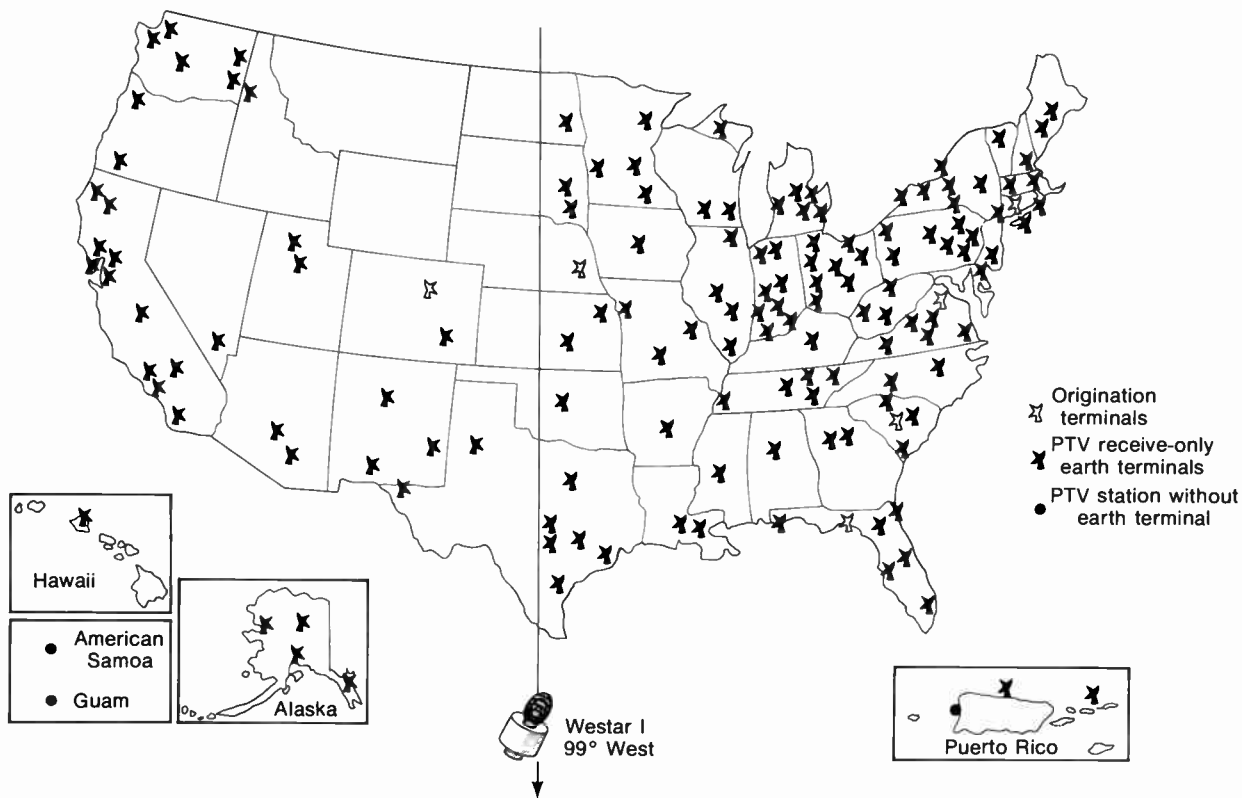 Origination
terminals
PTV receive-only
earth terminals
PTV station without
earth terminal
Hawaii
American
Samoa
Guam
Alaska
Westar I
99° West
Puerto Rico